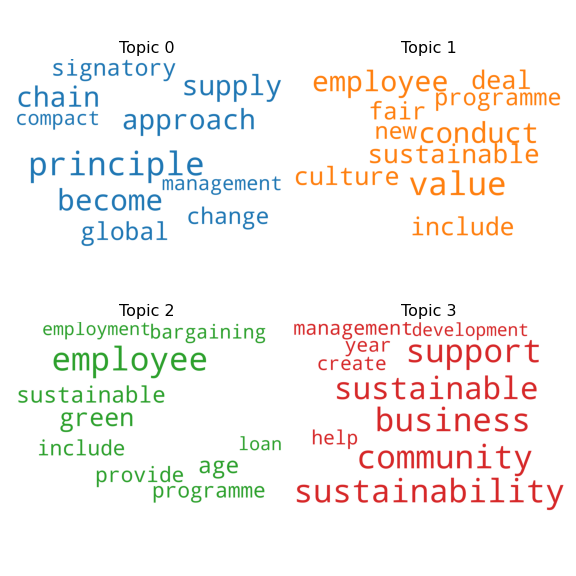 Topic 0
signatory
supply
chain
compact
approach
principle
management
become
change
global
Topic 1
employee deal
programme
fair
new conduct
sustainable
culture value
include
Topic 2
employment bargaining
employee
sustainable
green
include
loan
age
provide
programme
Topic 3
management development
year
support
create
sustainable
business
help
community
sustainability